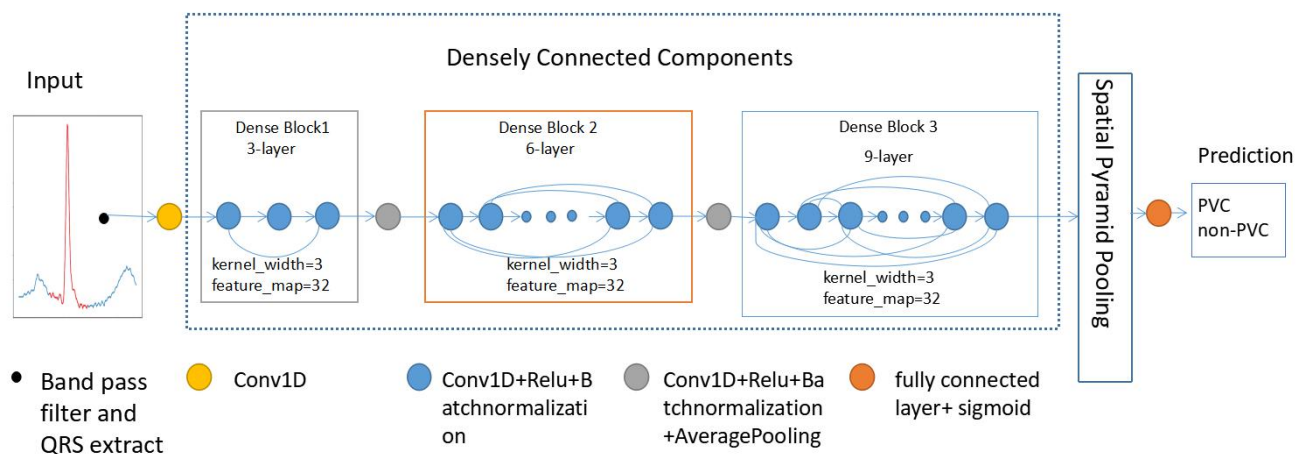 Densely Connected Components
Input
Dense Block1
3-layer
kernel_width=3
feature_map=32
Dense Block 2
6-layer
kernel_width=3
feature_map=32
Dense Block 3
9-layer
kernel_width=3
feature_map=32
Spatial Pyramid Pooling
Prediction
PVC
non-PVC
Band pass
filter and
QRS extract
Conv1D
Conv1D+Relu+B
atchnormalizati
on
Conv1D+Relu+Ba
tchnormalization
+AveragePooling
fully connected
layer+ sigmoid